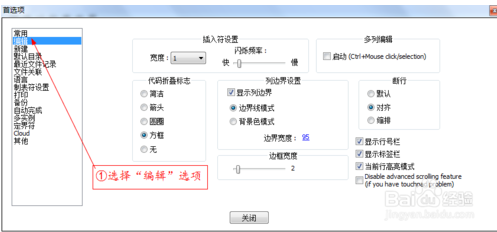 首选项
常用
编辑
新建
默认目录
最近文件记录
文件关联
语言
制表符设置
打印
备份
自动完成
多实例
定界符
Cloud
其他
①选择“编辑”选项
插入符设置
宽度： 1
闪烁频率：
快 慢
多列编辑
启动 (Ctrl+Mouse click/selection)
代码折叠标志
简洁
箭头
圆圈
方框
无
列边界设置
显示列边界
边界线模式
背景色模式
边界宽度： 95
边框宽度
2
断行
默认
对齐
缩排
显示行号栏
显示标签栏
当前行高亮模式
Disable advanced scrolling feature
(if you have touchpad problem)
关闭
Baidu 经验
jingyan.baidu.com